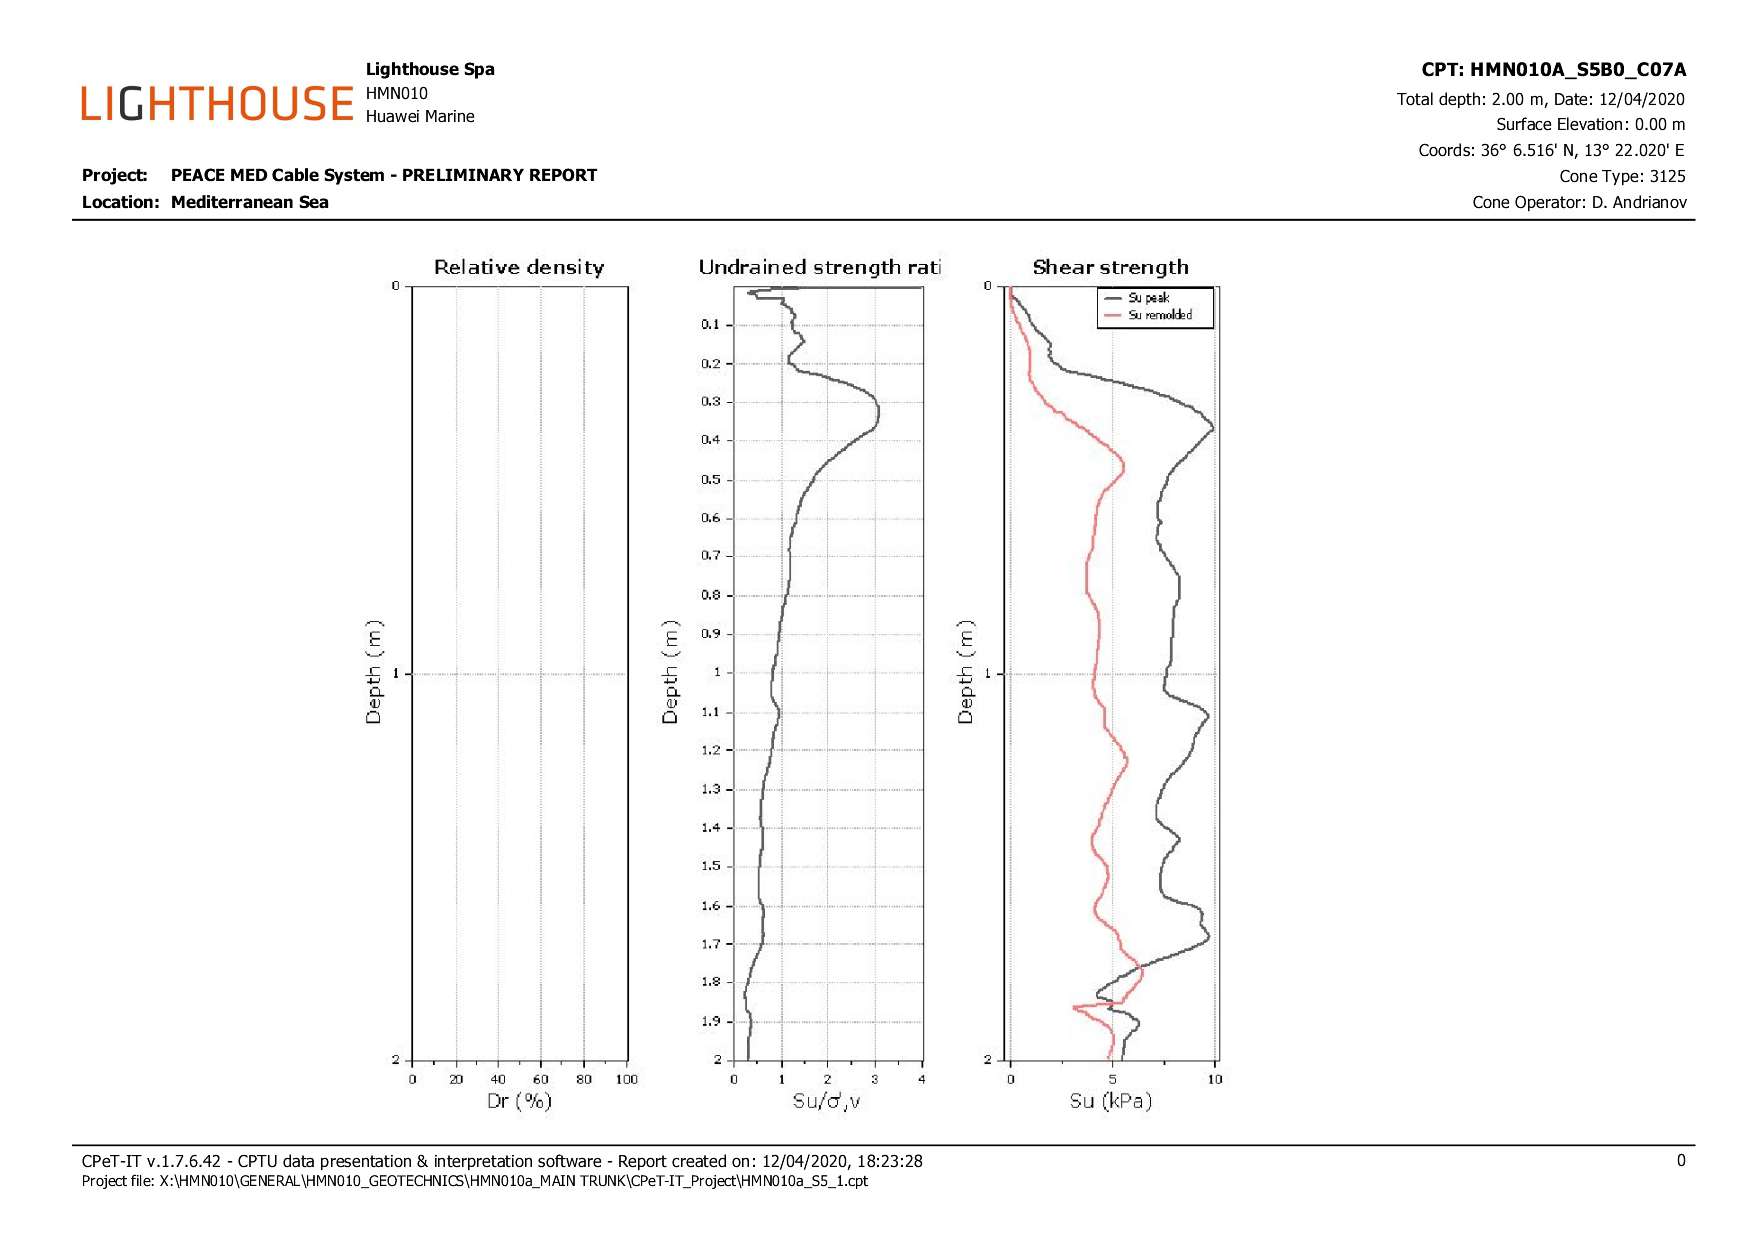 LIGHTHOUSE
Lighthouse Spa
HMN010
Huawei Marine
Project: PEACE MED Cable System - PRELIMINARY REPORT
Location: Mediterranean Sea
CPT: HMN010A_S5B0_C07A
Total depth: 2.00 m, Date: 12/04/2020
Surface Elevation: 0.00 m
Coords: 36° 6.516' N, 13° 22.020' E
Cone Type: 3125
Cone Operator: D. Andrianov
Relative density
0
1
2
Depth (m)
0 20 40 60 80 100
Dr (%)
Undrained strength rati
0.1
0.2
0.3
0.4
0.5
0.6
0.7
0.8
0.9
1
1.1
1.2
1.3
1.4
1.5
1.6
1.7
1.8
1.9
2
Depth (m)
0 1 2 3 4
Su/σ',v
Shear strength
Su peak
Su remolded
0
1
2
Depth (m)
0 5 10
Su (kPa)
CPeT-IT v.1.7.6.42 - CPTU data presentation & interpretation software - Report created on: 12/04/2020, 18:23:28
0
Project file: X:\HMN010\GENERAL\HMN010_GEOTECHNICS\HMN010a_MAIN TRUNK\CPeT-IT_Project\HMN010a_S5_1.cpt